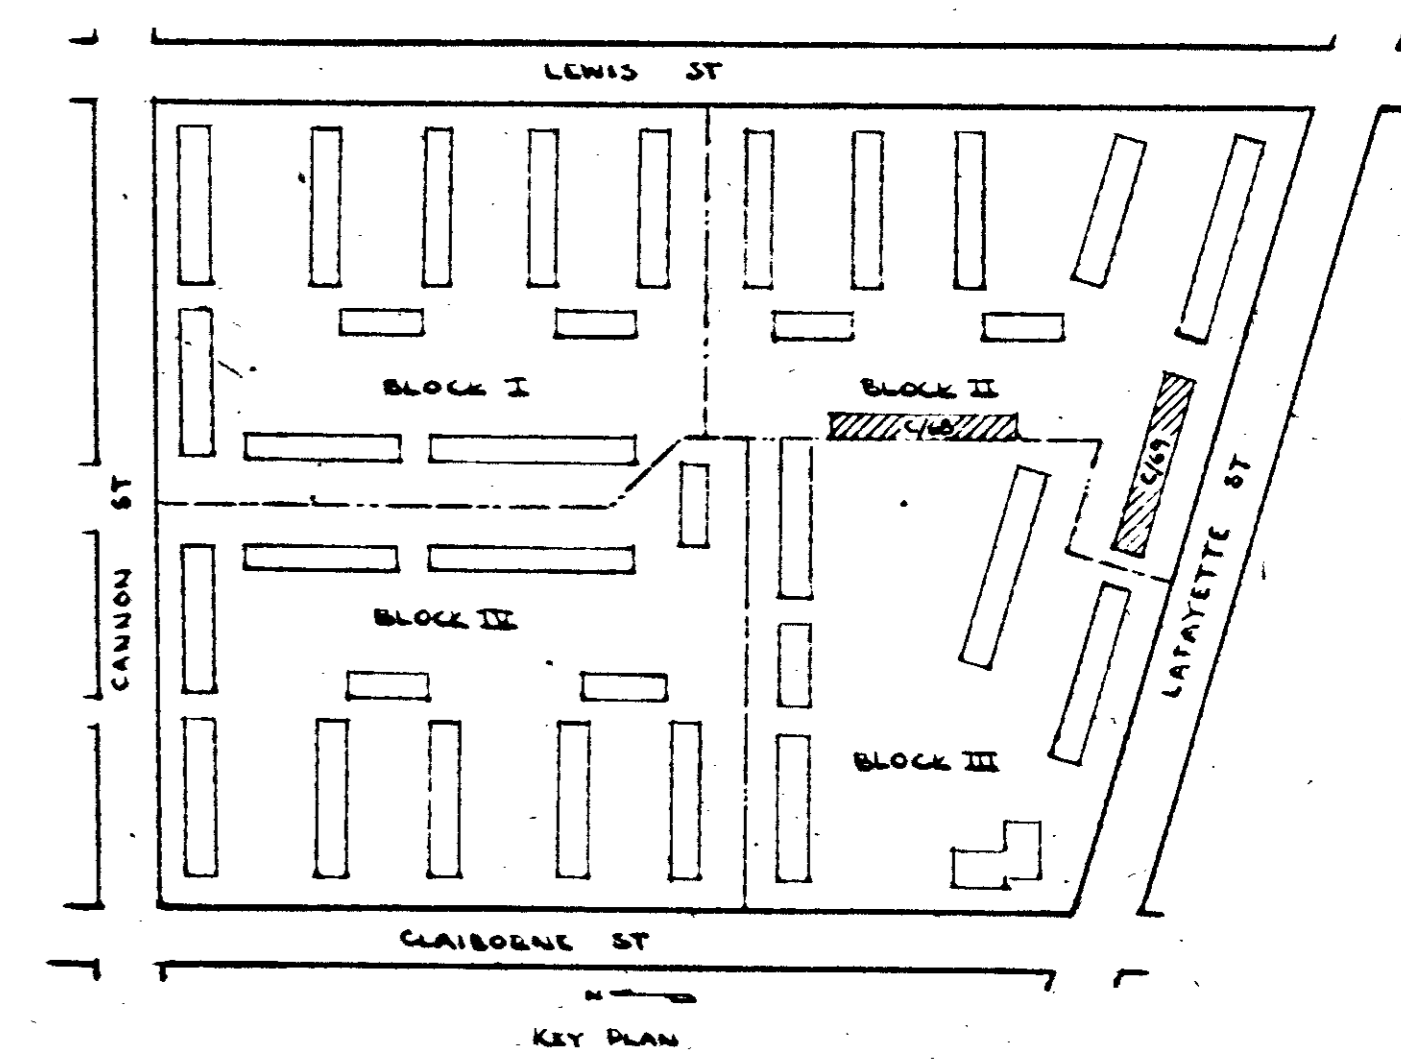 LEWIS ST
BLOCK I
BLOCK II
C/68
C/69
CANNON ST
LAFAYETTE ST
BLOCK IV
BLOCK III
CLAIBORNE ST
N
KEY PLAN